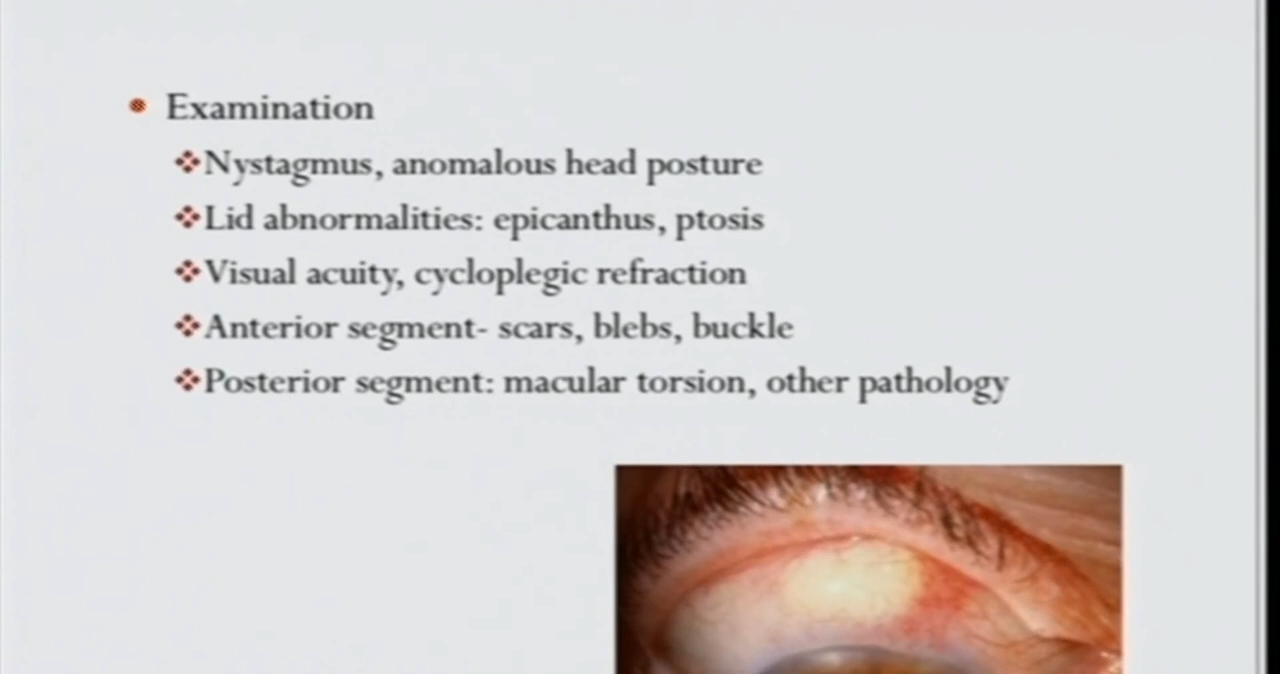 Examination
Nystagmus, anomalous head posture
Lid abnormalities: epicanthus, ptosis
Visual acuity, cycloplegic refraction
Anterior segment- scars, blebs, buckle
Posterior segment: macular torsion, other pathology